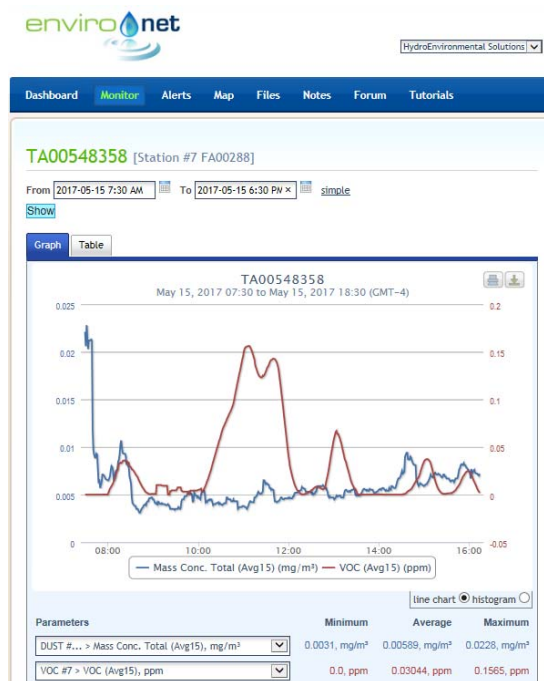 enviro net
HydroEnvironmental Solutions
Dashboard Monitor Alerts Map Files Notes Forum Tutorials
TA00548358 [Station #7 FA00288]
From 2017-05-15 7:30 AM To 2017-05-15 6:30 PM × simple
Show
Graph Table
TA00548358
May 15, 2017 07:30 to May 15, 2017 18:30 (GMT-4)
0.025 0.2
0.02 0.15
0.015 0.1
0.01 0.05
0.005 0
0 -0.05
08:00 10:00 12:00 14:00 16:00
Mass Conc. Total (Avg15) (mg/m³) VOC (Avg15) (ppm)
line chart histogram
Parameters Minimum Average Maximum
DUST #... > Mass Conc. Total (Avg15), mg/m³ 0.0031, mg/m³ 0.00589, mg/m³ 0.0228, mg/m³
VOC #7 > VOC (Avg15), ppm 0.0, ppm 0.03044, ppm 0.1565, ppm